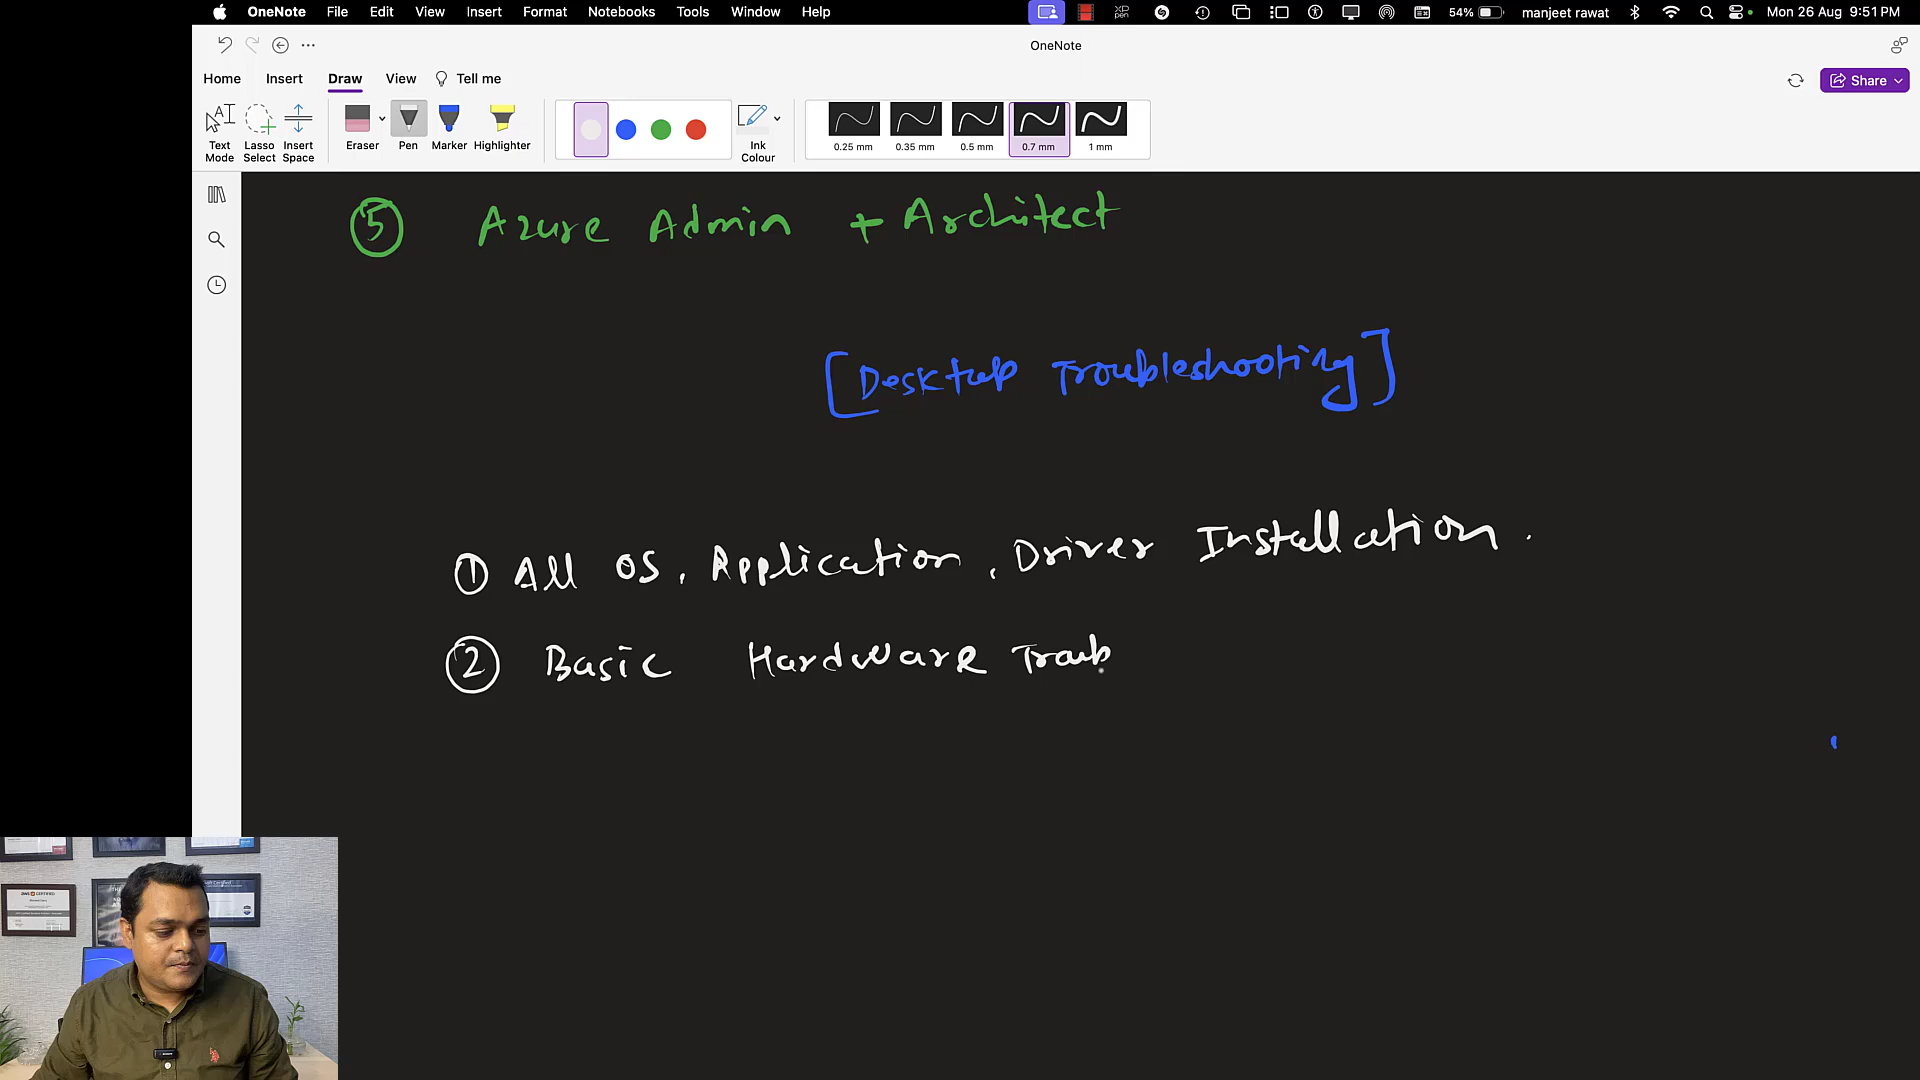 OneNote File Edit View Insert Format Notebooks Tools Window Help XP pen 54% manjeet rawat Mon 26 Aug 9:51 PM
OneNote
Home Insert Draw View Tell me Share
Text Mode Lasso Select Insert Space Eraser Pen Marker Highlighter Ink Colour 0.25 mm 0.35 mm 0.5 mm 0.7 mm 1 mm
5 Azure Admin + Architect
[Desktop Troubleshooting]
1 All OS, Application, Driver Installation.
2 Basic Hardware Troub